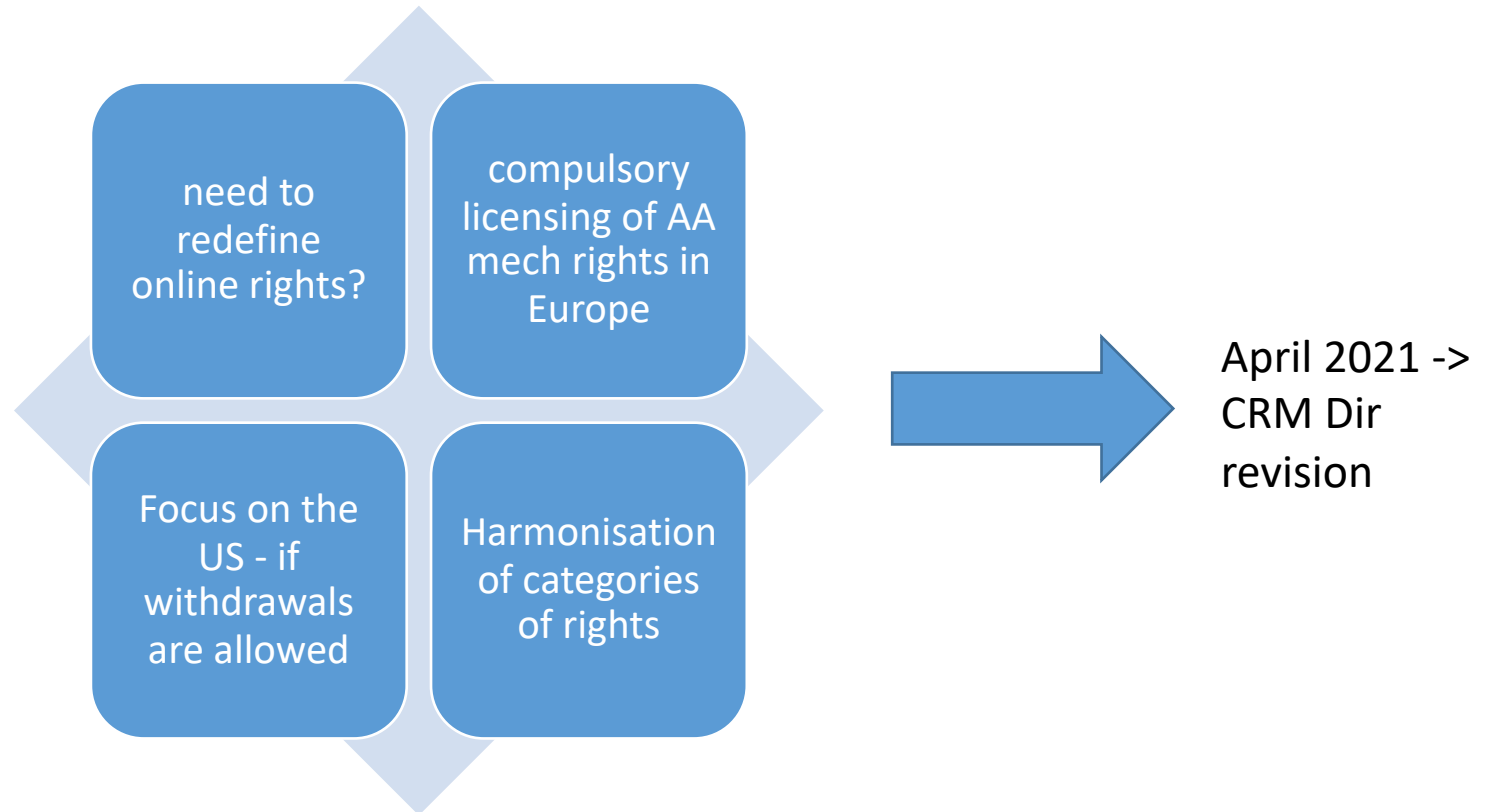 need to
redefine
online rights?
compulsory
licensing of AA
mech rights in
Europe
Focus on the
US - if
withdrawals
are allowed
Harmonisation
of categories
of rights
April 2021 ->
CRM Dir
revision